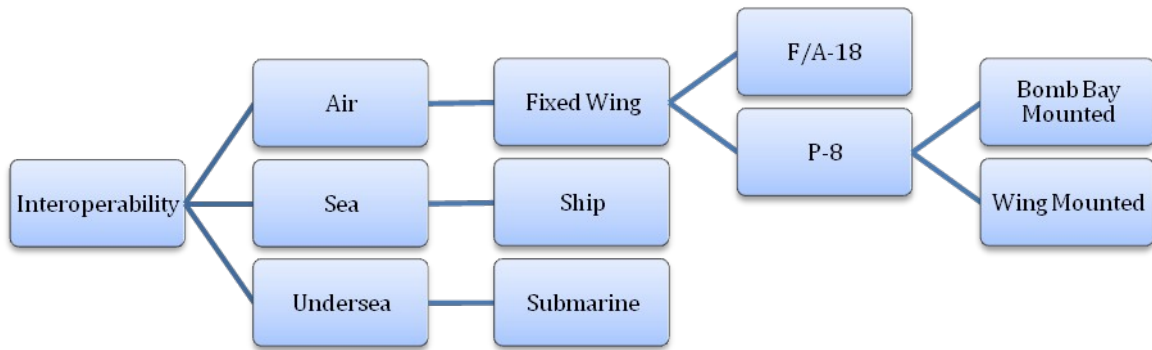 Interoperability
Air
Sea
Undersea
Fixed Wing
Ship
Submarine
F/A-18
P-8
Bomb Bay
Mounted
Wing Mounted